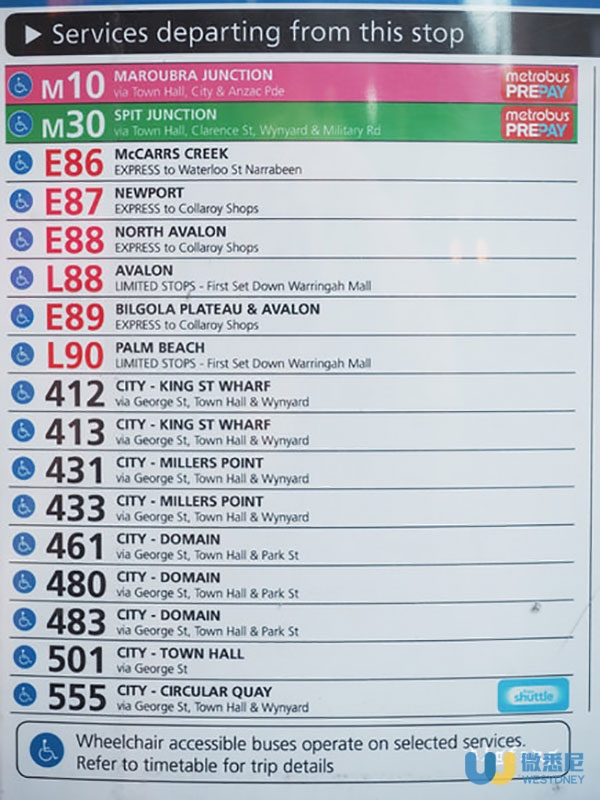 ▶ Services departing from this stop
M10 MAROUBRA JUNCTION
via Town Hall, City & Anzac Pde
metrobus
PREPAY
M30 SPIT JUNCTION
via Town Hall, Clarence St, Wynyard & Military Rd
metrobus
PREPAY
E86 McCARRS CREEK
EXPRESS to Waterloo St Narrabeen
E87 NEWPORT
EXPRESS to Collaroy Shops
E88 NORTH AVALON
EXPRESS to Collaroy Shops
L88 AVALON
LIMITED STOPS - First Set Down Warringah Mall
E89 BILGOLA PLATEAU & AVALON
EXPRESS to Collaroy Shops
L90 PALM BEACH
LIMITED STOPS - First Set Down Warringah Mall
412 CITY - KING ST WHARF
via George St, Town Hall & Wynyard
413 CITY - KING ST WHARF
via George St, Town Hall & Wynyard
431 CITY - MILLERS POINT
via George St, Town Hall & Wynyard
433 CITY - MILLERS POINT
via George St, Town Hall & Wynyard
461 CITY - DOMAIN
via George St, Town Hall & Park St
480 CITY - DOMAIN
via George St, Town Hall & Park St
483 CITY - DOMAIN
via George St, Town Hall & Park St
501 CITY - TOWN HALL
via George St
555 CITY - CIRCULAR QUAY
via George St, Town Hall & Wynyard
shuttle
Wheelchair accessible buses operate on selected services.
Refer to timetable for trip details
微悉尼
WESTDNEY